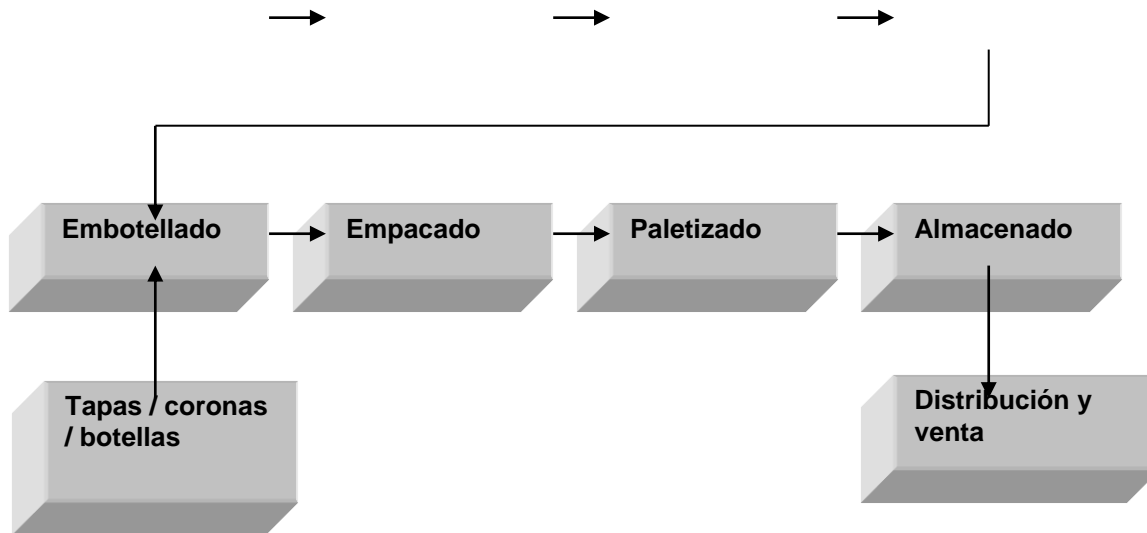 Embotellado
Empacado
Paletizado
Almacenado
Tapas / coronas
/ botellas
Distribución y
venta